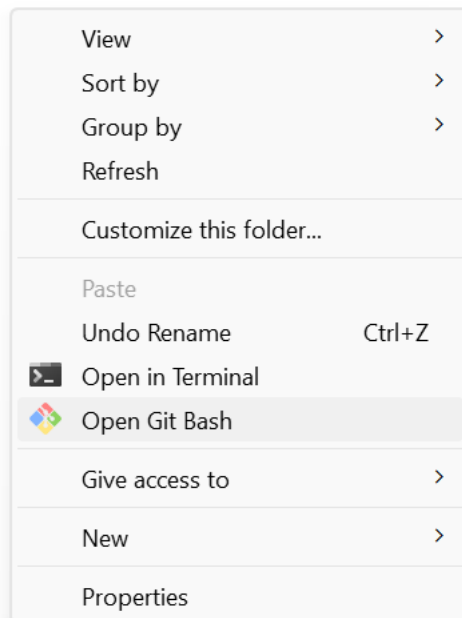 View
Sort by
Group by
Refresh
Customize this folder...
Paste
Undo Rename Ctrl+Z
Open in Terminal
Open Git Bash
Give access to
New
Properties